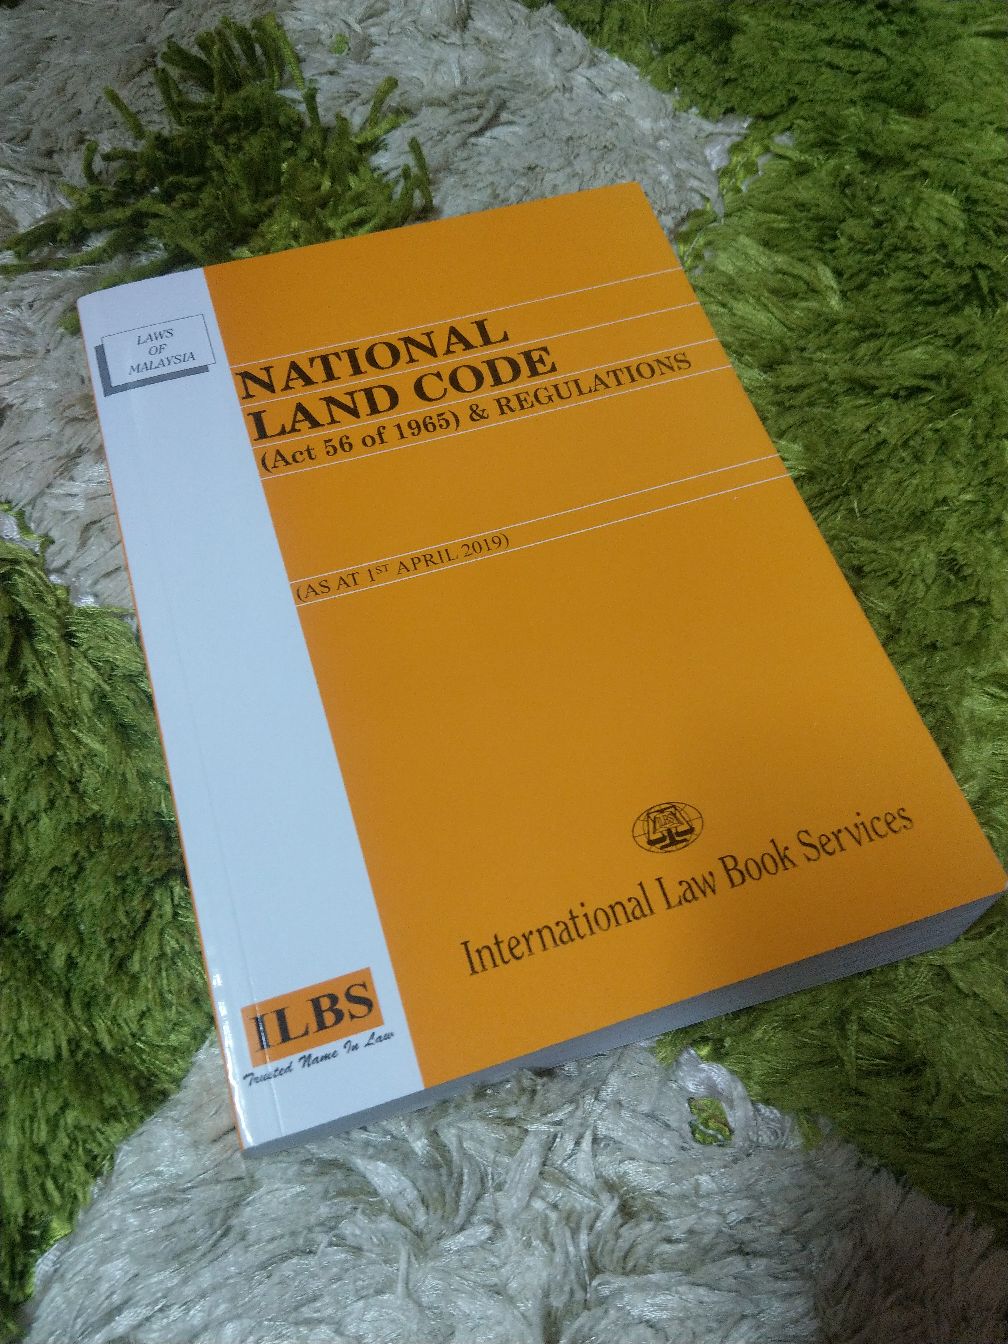 LAWS
OF
MALAYSIA
NATIONAL
LAND CODE
(Act 56 of 1965) & REGULATIONS
(AS AT 1ST APRIL 2019)
International Law Book Services
ILBS
Trusted Name In Law